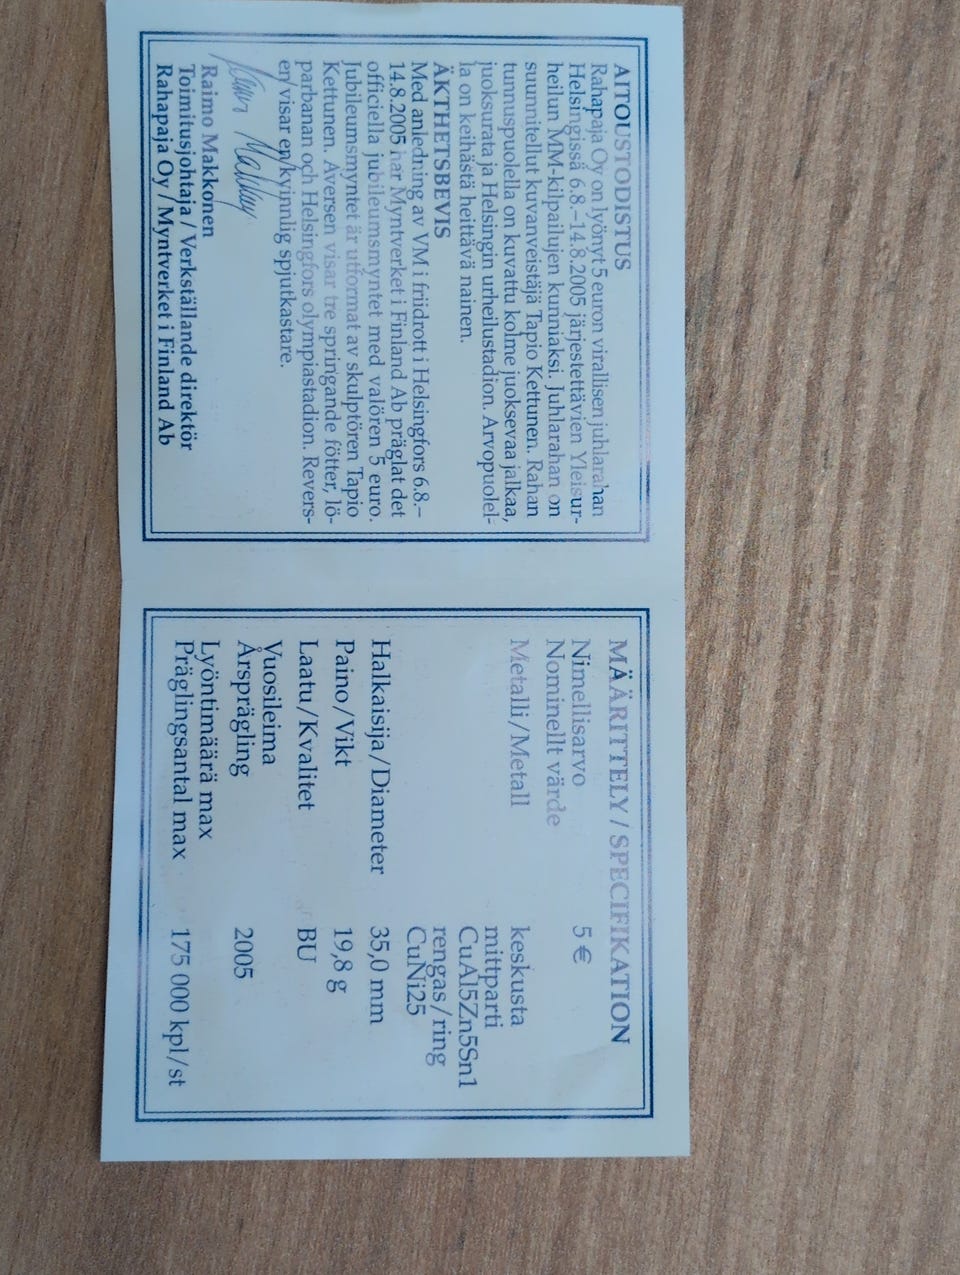 AITOUSTODISTUS
Rahapaja Oy on lyönyt 5 euron virallisen juhlarahan
Helsingissä 6.8.–14.8.2005 järjestettävien Yleisur-
heilun MM-kilpailujen kunniaksi. Juhlarahan on
suunnitellut kuvanveistäjä Tapio Kettunen. Rahan
tunnuspuolella on kuvattu kolme juoksevaa jalkaa,
juoksurata ja Helsingin urheilustadion. Arvopuolel-
la on keihästä heittävä nainen.
ÄKTHETSBEVIS
Med anledning av VM i friidrott i Helsingfors 6.8.–
14.8.2005 har Myntverket i Finland Ab präglat det
officiella jubileumsmyntet med valören 5 euro.
Jubileumsmyntet är utformat av skulptören Tapio
Kettunen. Aversen visar tre springande fötter, lö-
parbanan och Helsingfors olympiastadion. Revers-
en visar en kvinnlig spjutkastare.
Raimo Makkonen
Toimitusjohtaja / Verkställande direktör
Rahapaja Oy / Myntverket i Finland Ab
MÄÄRITTELY / SPECIFIKATION
Nimellisarvo 5 €
Nominellt värde
Metalli / Metall keskusta
mittparti
CuAl5Zn5Sn1
rengas / ring
CuNi25
Halkaisija / Diameter 35,0 mm
Paino / Vikt 19,8 g
Laatu / Kvalitet BU
Vuosileima
Årsprägling 2005
Lyöntimäärä max
Präglingsantal max 175 000 kpl / st